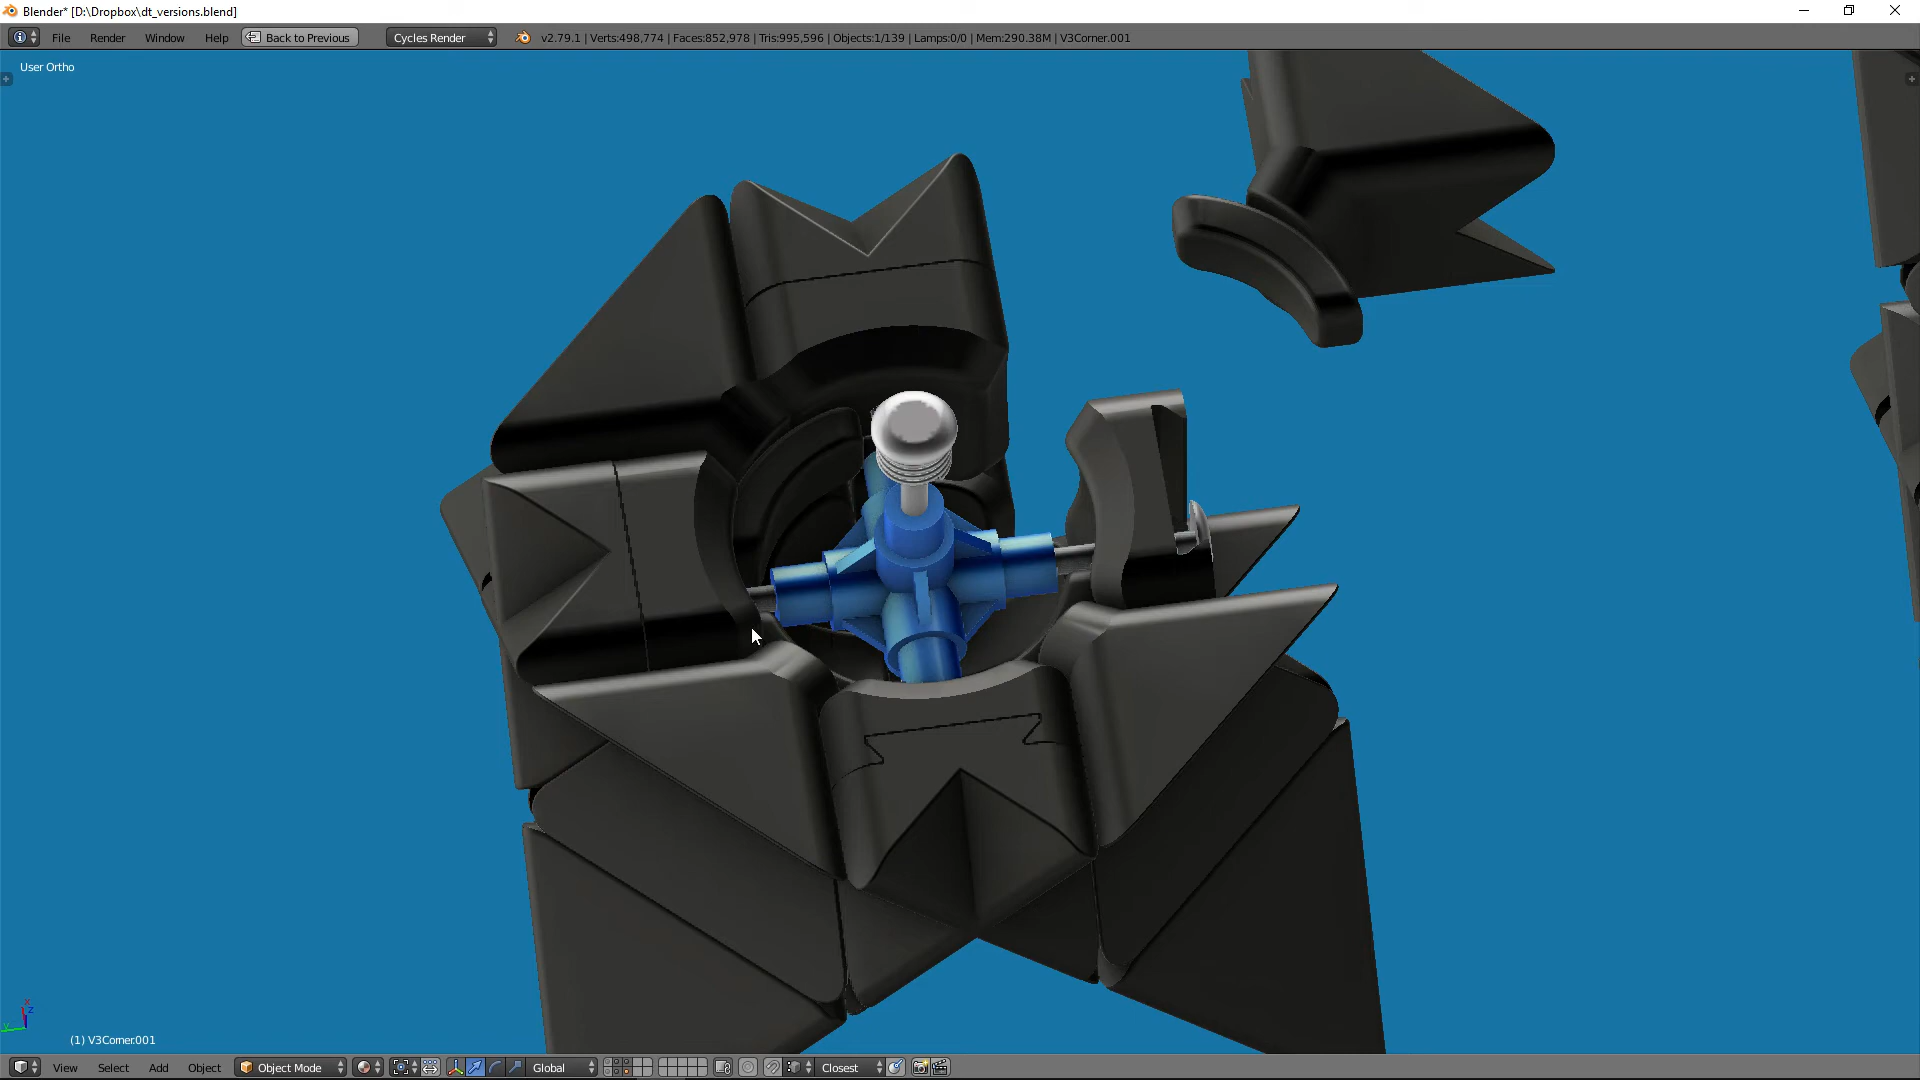 Blender* [D:\Dropbox\dt_versions.blend]
File Render Window Help Back to Previous Cycles Render v2.79.1 | Verts:498,774 | Faces:852,978 | Tris:995,596 | Objects:1/139 | Lamps:0/0 | Mem:290.38M | V3Corner.001
User Ortho
x
z
y
(1) V3Corner.001
View Select Add Object Object Mode Global Closest